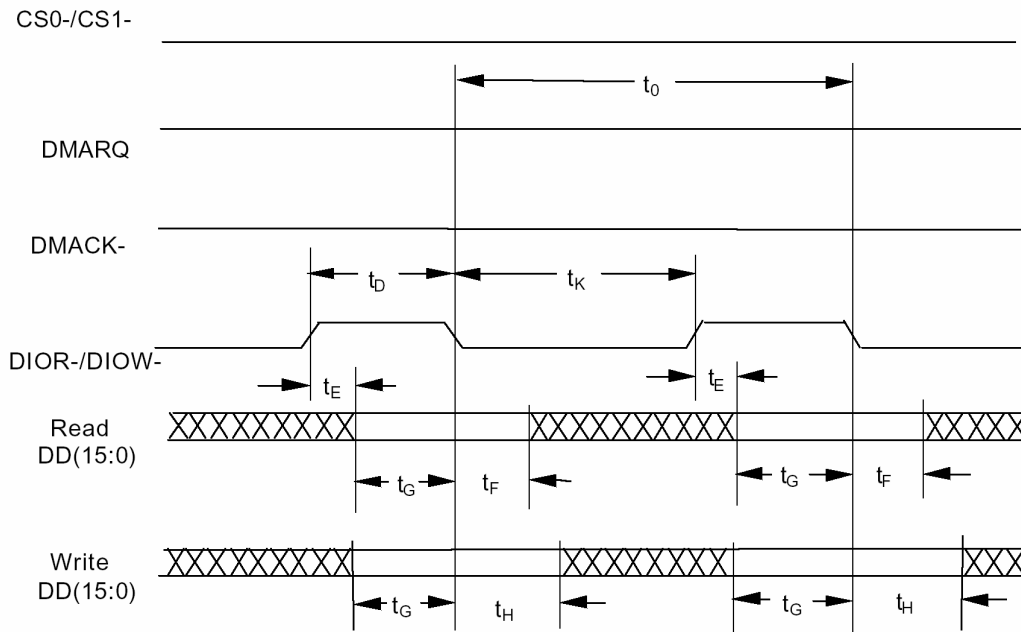 CS0-/CS1-
t0
DMARQ
DMACK-
tD
tK
DIOR-/DIOW-
tE
tE
Read
DD(15:0)
tG
tF
tG
tF
Write
DD(15:0)
tG
tH
tG
tH